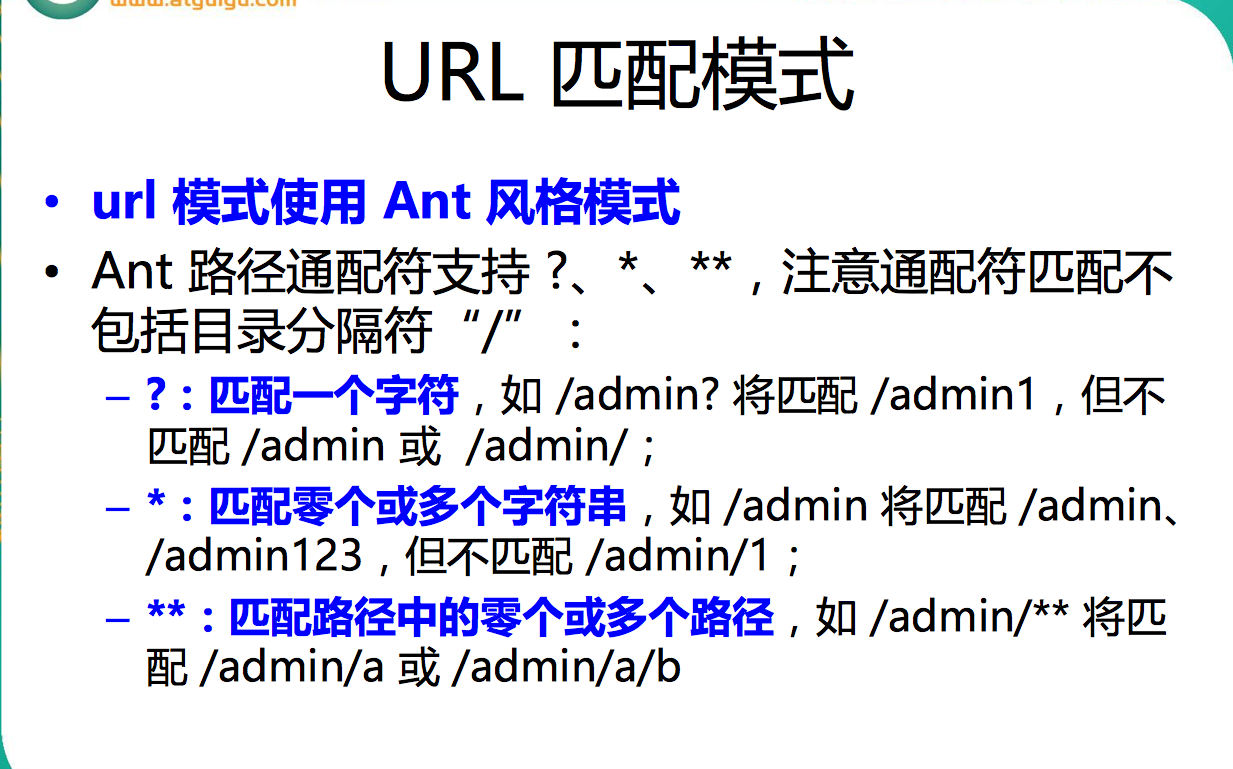 www.atguigu.com
URL 匹配模式
• url 模式使用 Ant 风格模式
• Ant 路径通配符支持 ?、*、**，注意通配符匹配不
包括目录分隔符“/”：
– ?：匹配一个字符，如 /admin? 将匹配 /admin1，但不
匹配 /admin 或 /admin/；
– *：匹配零个或多个字符串，如 /admin 将匹配 /admin、
/admin123，但不匹配 /admin/1；
– **：匹配路径中的零个或多个路径，如 /admin/** 将匹
配 /admin/a 或 /admin/a/b